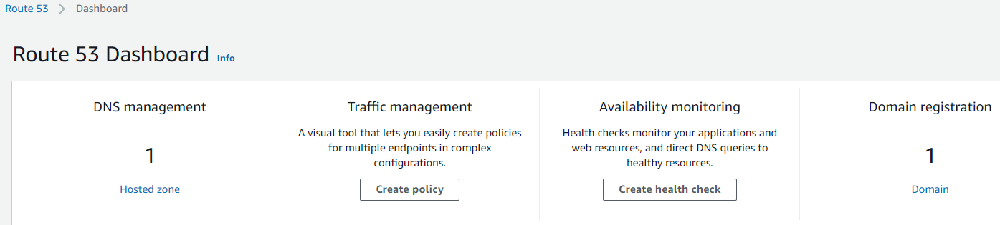 Route 53 > Dashboard
Route 53 Dashboard Info
DNS management
1
Hosted zone
Traffic management
A visual tool that lets you easily create policies
for multiple endpoints in complex
configurations.
Create policy
Availability monitoring
Health checks monitor your applications and
web resources, and direct DNS queries to
healthy resources.
Create health check
Domain registration
1
Domain